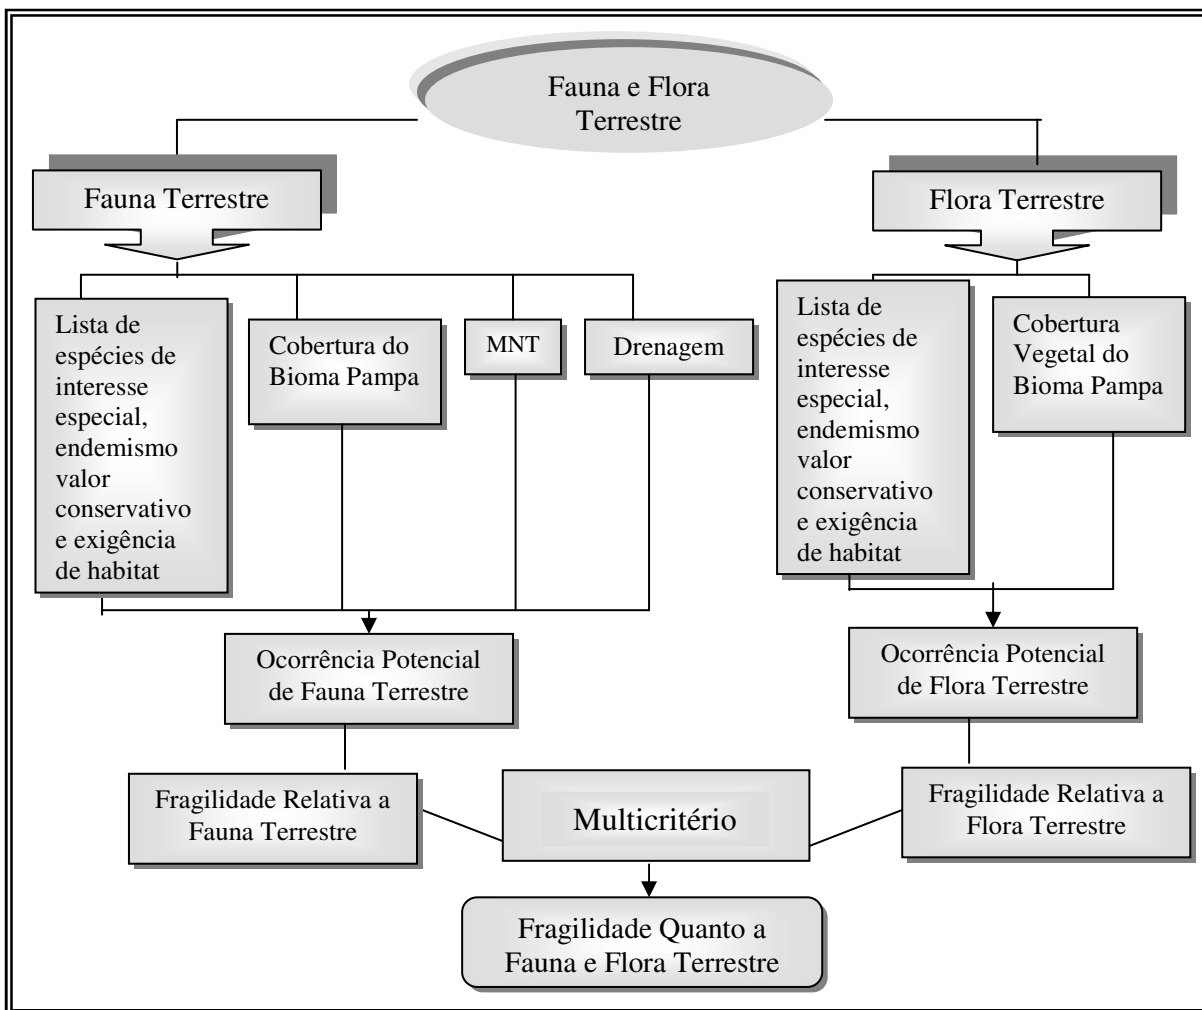 Fauna e Flora
Terrestre
Fauna Terrestre
Flora Terrestre
Lista de
espécies de
interesse
especial,
endemismo
valor
conservativo
e exigência
de habitat
Cobertura do
Bioma Pampa
MNT
Drenagem
Lista de
espécies de
interesse
especial,
endemismo
valor
conservativo
e exigência
de habitat
Cobertura
Vegetal do
Bioma Pampa
Ocorrência Potencial
de Fauna Terrestre
Ocorrência Potencial
de Flora Terrestre
Fragilidade Relativa a
Fauna Terrestre
Multicritério
Fragilidade Relativa a
Flora Terrestre
Fragilidade Quanto a
Fauna e Flora Terrestre